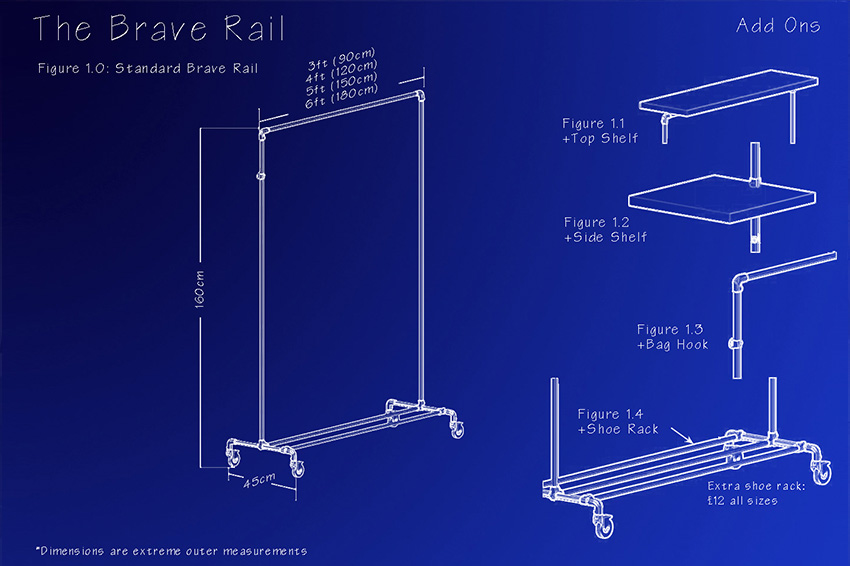 The Brave Rail
Figure 1.0: Standard Brave Rail
3ft (90cm)
4ft (120cm)
5ft (150cm)
6ft (180cm)
160cm
45cm
*Dimensions are extreme outer measurements
Add Ons
Figure 1.1
+Top Shelf
Figure 1.2
+Side Shelf
Figure 1.3
+Bag Hook
Figure 1.4
+Shoe Rack
Extra shoe rack:
£12 all sizes